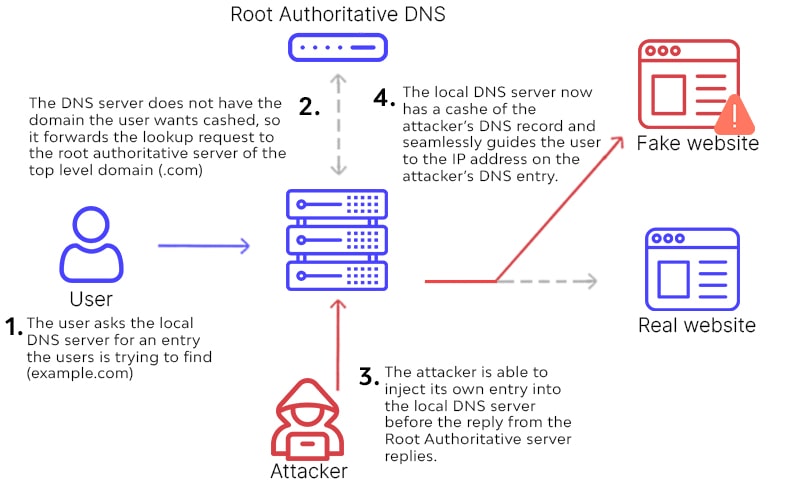 Root Authoritative DNS
The DNS server does not have the
domain the user wants cashed, so
it forwards the lookup request to
the root authoritative server of the
top level domain (.com)
2.
4.
The local DNS server now
has a cashe of the
attacker's DNS record and
seamlessly guides the user
to the IP address on the
attacker's DNS entry.
Fake website
User
1.
The user asks the local
DNS server for an entry
the users is trying to find
(example.com)
Real website
3.
The attacker is able to
inject its own entry into
the local DNS server
before the reply from the
Root Authoritative server
replies.
Attacker